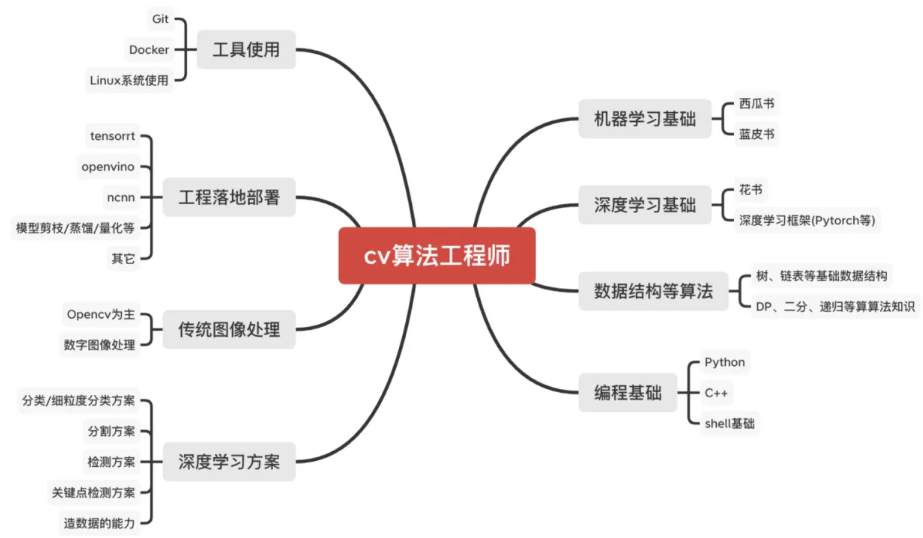 cv算法工程师
机器学习基础
西瓜书
蓝皮书
深度学习基础
花书
深度学习框架(Pytorch等)
数据结构等算法
树、链表等基础数据结构
DP、二分、递归等算算法知识
编程基础
Python
C++
shell基础
工具使用
Git
Docker
Linux系统使用
工程落地部署
tensorrt
openvino
ncnn
模型剪枝/蒸馏/量化等
其它
传统图像处理
Opencv为主
数字图像处理
深度学习方案
分类/细粒度分类方案
分割方案
检测方案
关键点检测方案
造数据的能力